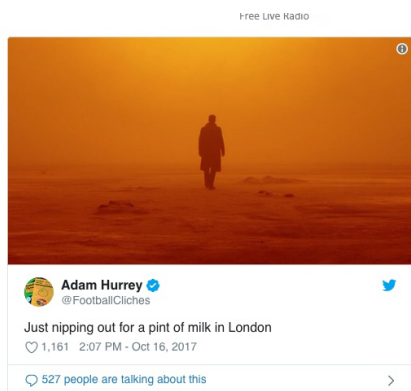 Free Live Radio
Adam Hurrey
@FootballCliches
Just nipping out for a pint of milk in London
1,161 2:07 PM - Oct 16, 2017
527 people are talking about this